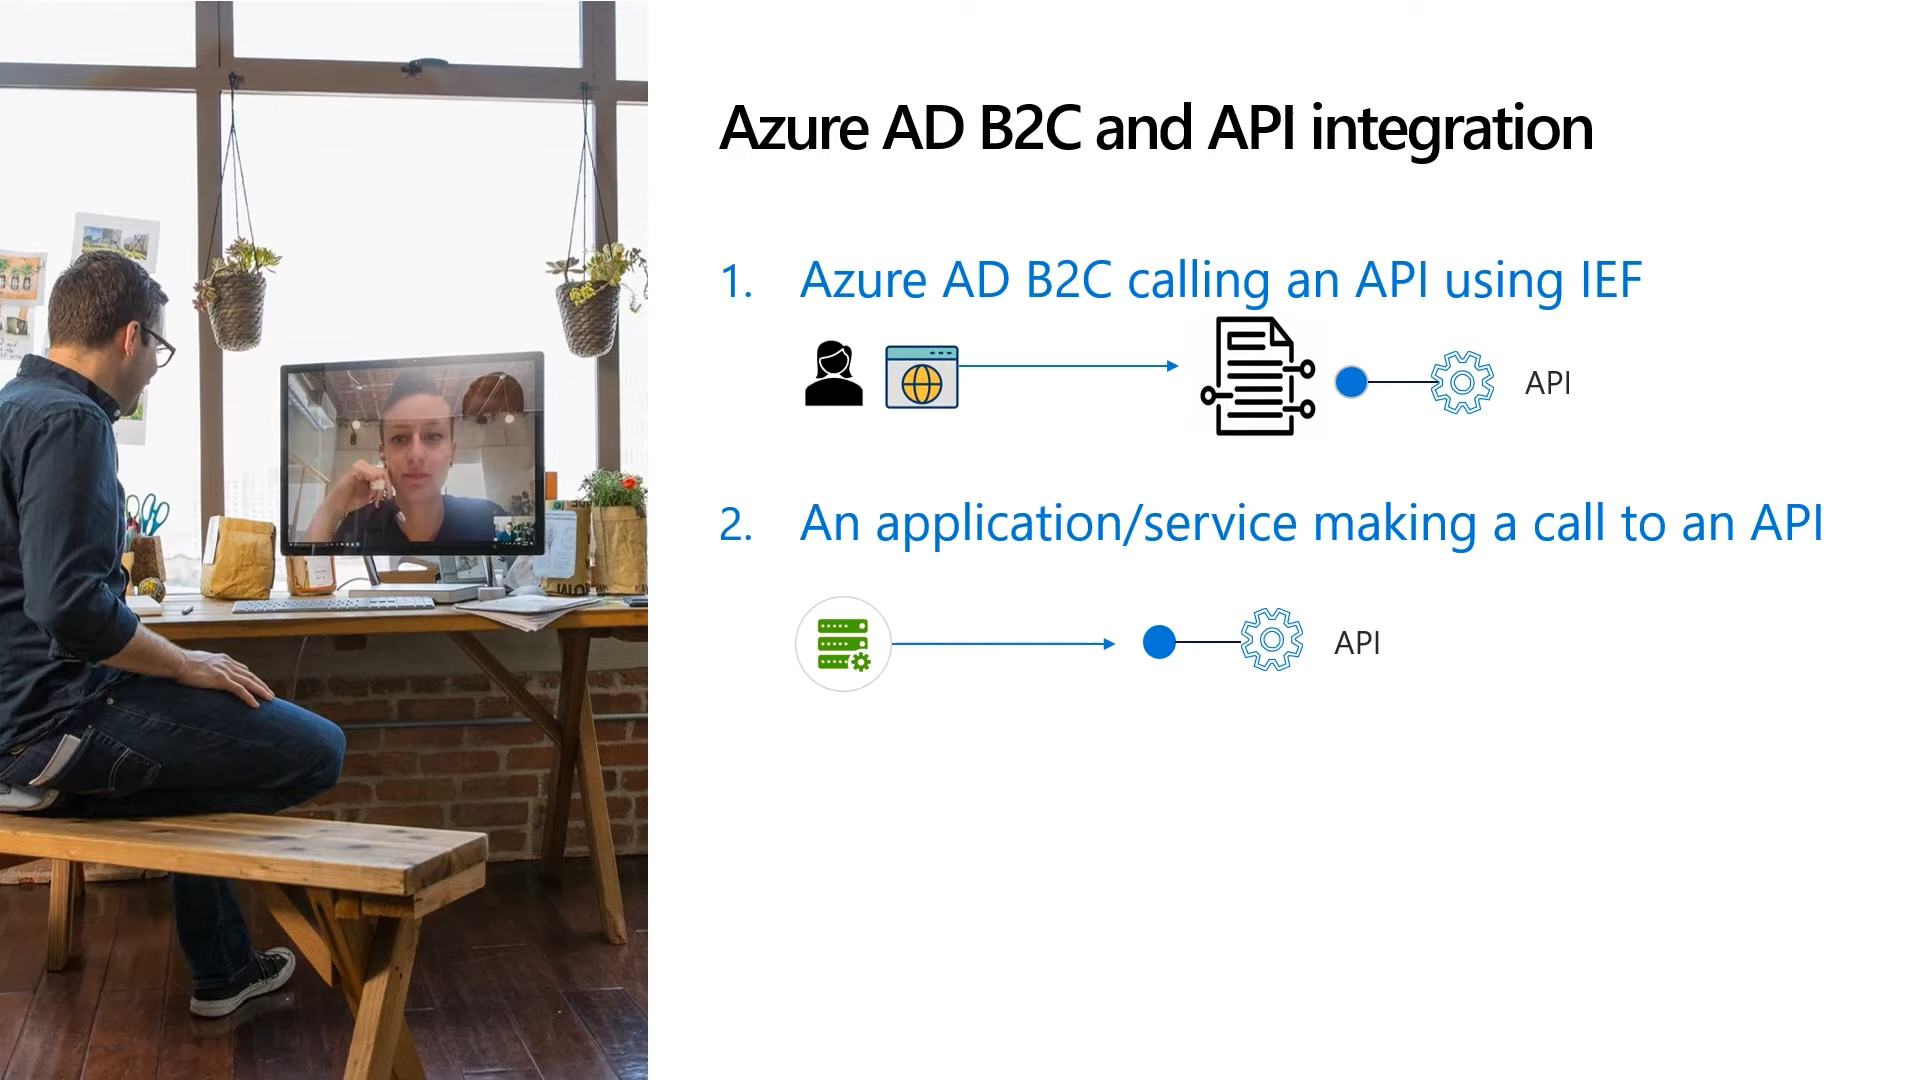 Azure AD B2C and API integration
1. Azure AD B2C calling an API using IEF
API
2. An application/service making a call to an API
API